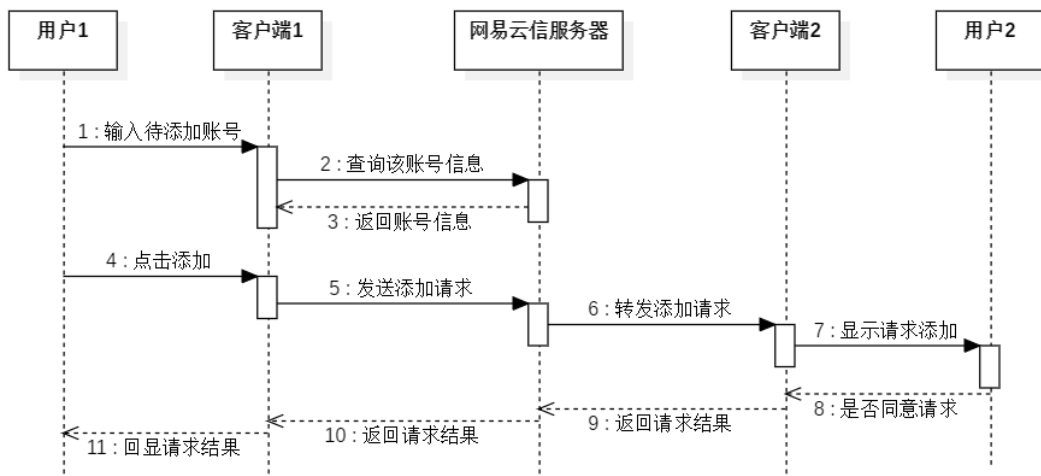 用户1
客户端1
网易云信服务器
客户端2
用户2
1 : 输入待添加账号
2 : 查询该账号信息
3 : 返回账号信息
4 : 点击添加
5 : 发送添加请求
6 : 转发添加请求
7 : 显示请求添加
8 : 是否同意请求
9 : 返回请求结果
10 : 返回请求结果
11 : 回显请求结果